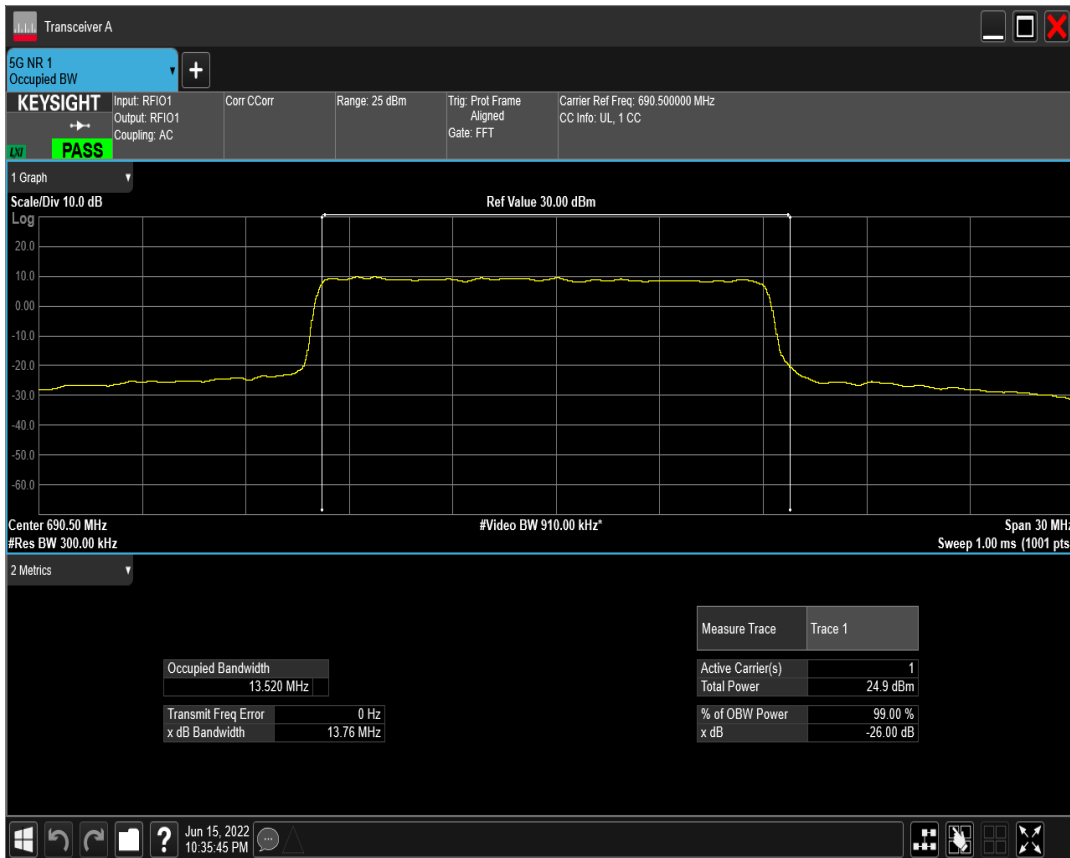 Transceiver A
5G NR 1
Occupied BW
+
KEYSIGHT
LXI
PASS
Input: RFIO1
Output: RFIO1
Coupling: AC
Corr CCorr
Range: 25 dBm
Trig: Prot Frame
Aligned
Gate: FFT
Carrier Ref Freq: 690.500000 MHz
CC Info: UL, 1 CC
1 Graph
Scale/Div 10.0 dB
Ref Value 30.00 dBm
Log
20.0
10.0
0.00
-10.0
-20.0
-30.0
-40.0
-50.0
-60.0
Center 690.50 MHz
#Video BW 910.00 kHz*
Span 30 MHz
#Res BW 300.00 kHz
Sweep 1.00 ms (1001 pts
2 Metrics
Measure Trace Trace 1
Occupied Bandwidth
13.520 MHz
Active Carrier(s) 1
Total Power 24.9 dBm
Transmit Freq Error 0 Hz
x dB Bandwidth 13.76 MHz
% of OBW Power 99.00 %
x dB -26.00 dB
?
Jun 15, 2022
10:35:45 PM